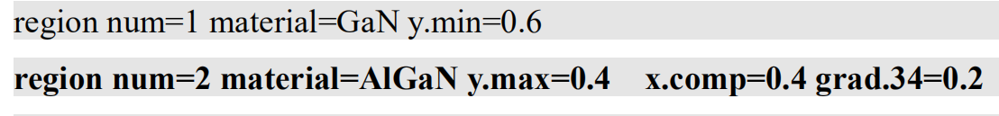 region num=1 material=GaN y.min=0.6
region num=2 material=AlGaN y.max=0.4 x.comp=0.4 grad.34=0.2